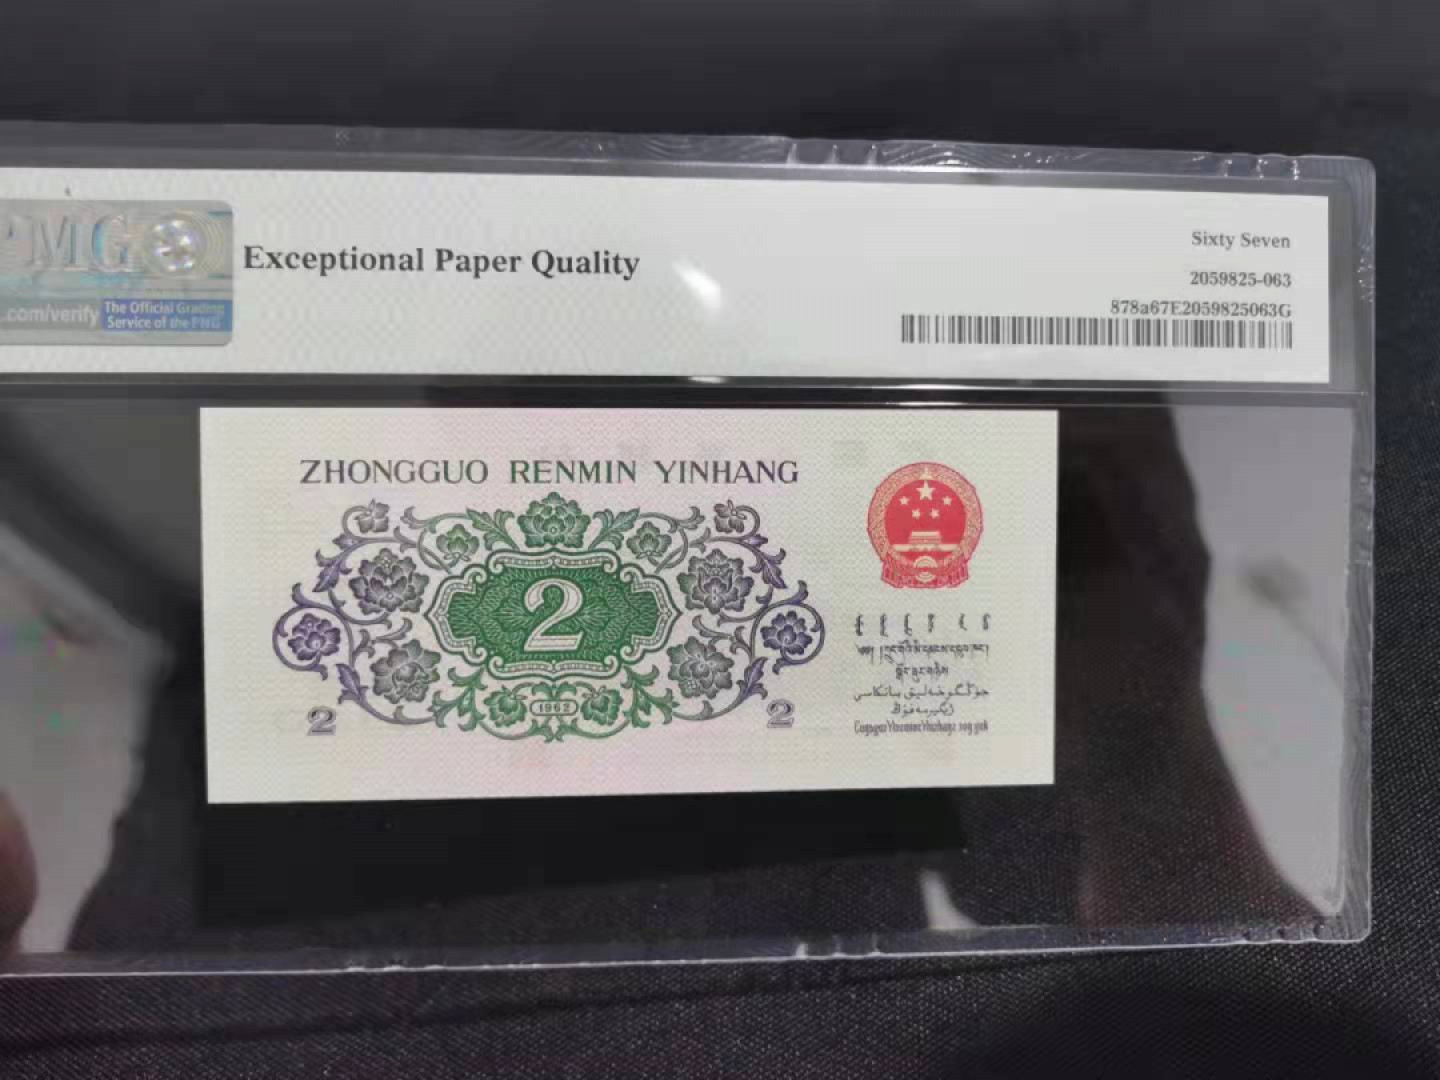 PMG
Exceptional Paper Quality
Sixty Seven
2059825-063
.com/verify
The Official Grading
Service of the PNG
878a67E2059825063G
ZHONGGUO RENMIN YINHANG
2
1962
2
2